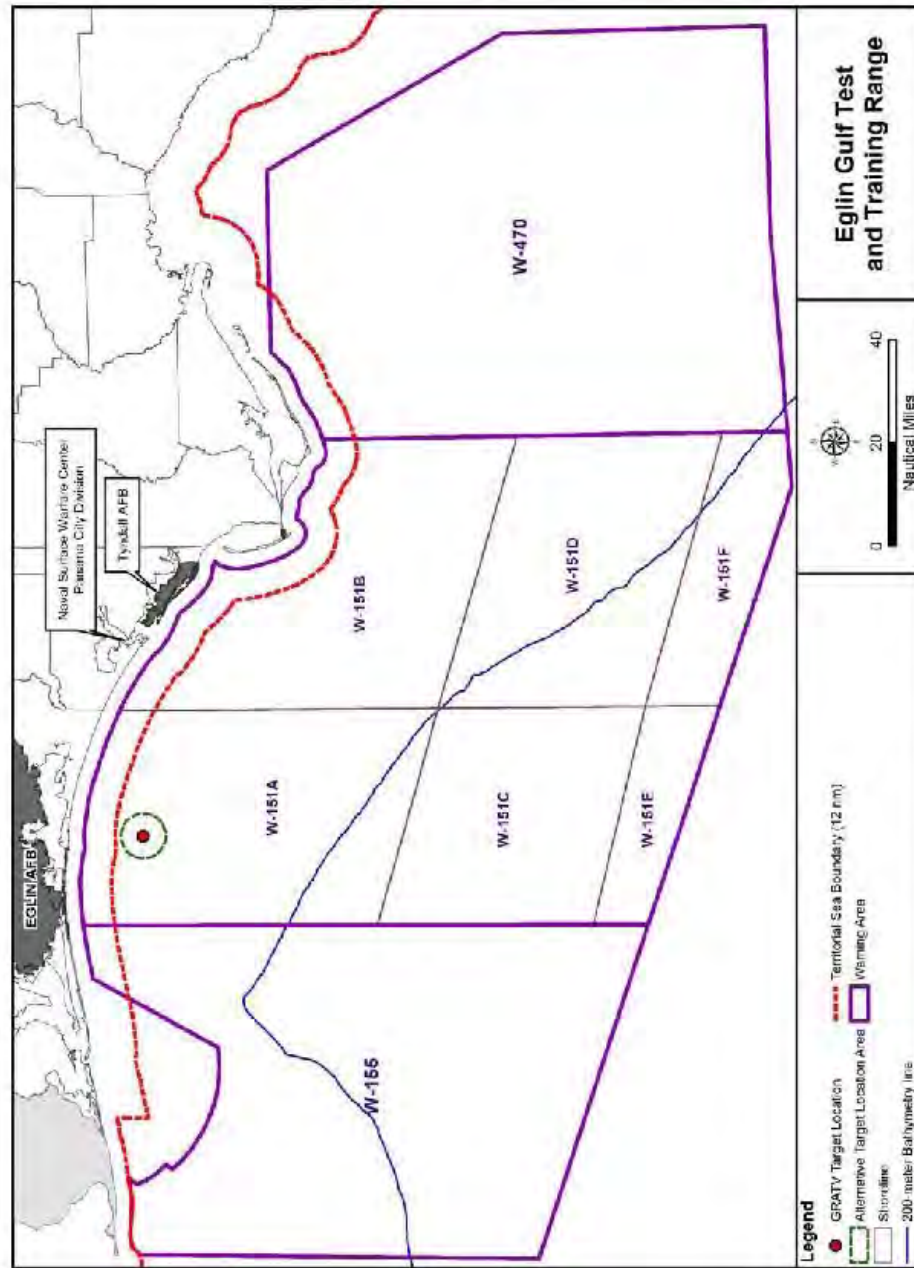 EGLIN AFB
Naval Surface Warfare Center
Panama City Division
Tyndall AFB
W-155
W-151A
W-151B
W-151C
W-151D
W-151E
W-151F
W-470
Legend
GRATV Target Location
Alternative Target Location Area
Shoreline
200-meter Bathymetry line
Territorial Sea Boundary (12 nm)
Warning Area
0 20 40
Nautical Miles
Eglin Gulf Test
and Training Range